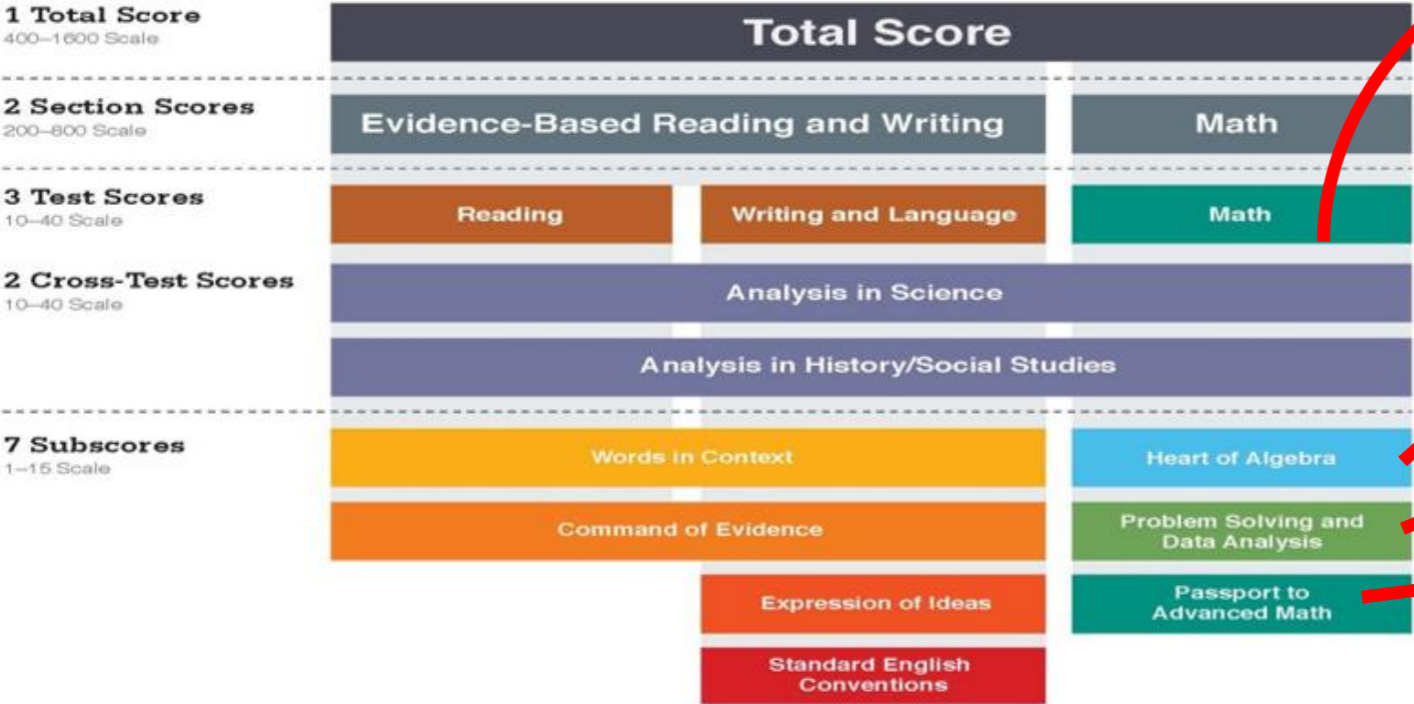 1 Total Score
400–1600 Scale
Total Score
2 Section Scores
200–800 Scale
Evidence-Based Reading and Writing
Math
3 Test Scores
10–40 Scale
Reading
Writing and Language
Math
2 Cross-Test Scores
10–40 Scale
Analysis in Science
Analysis in History/Social Studies
7 Subscores
1–15 Scale
Words in Context
Heart of Algebra
Command of Evidence
Problem Solving and
Data Analysis
Expression of Ideas
Passport to
Advanced Math
Standard English
Conventions